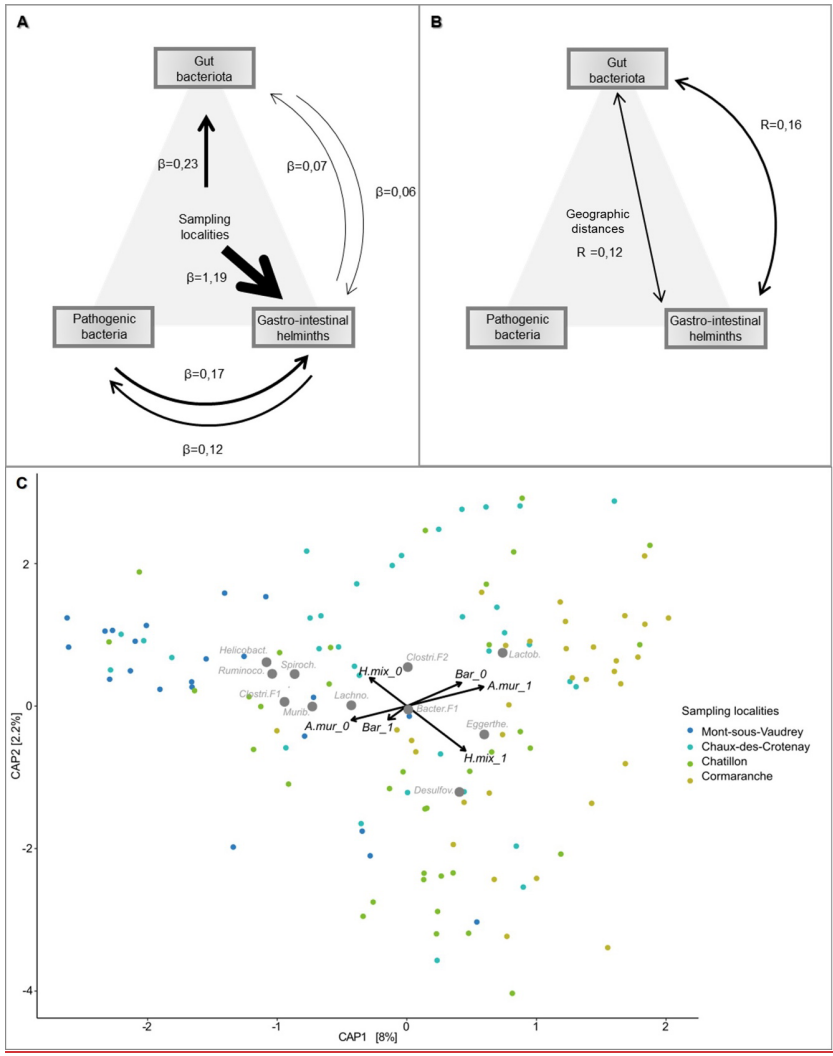 A
Gut
bacteriota
β=0,23
β=0,07
β=0,06
Sampling
localities
β=1,19
Pathogenic
bacteria
Gastro-intestinal
helminths
β=0,17
β=0,12
B
Gut
bacteriota
R=0,16
Geographic
distances
R =0,12
Pathogenic
bacteria
Gastro-intestinal
helminths
C
2
0
-2
-4
CAP2 [2.2%]
Helicobact.
Ruminoco.
Spiroch.
Clostri.F1
Murib.
Lachno.
H.mix_0
Clostri.F2
Bar_0
Lactob.
A.mur_1
A.mur_0
Bar_1
Bacter.F1
Eggerthe.
H.mix_1
Desulfov.
Sampling localities
Mont-sous-Vaudrey
Chaux-des-Crotenay
Chatillon
Cormaranche
-2
-1
0
1
2
CAP1 [8%]